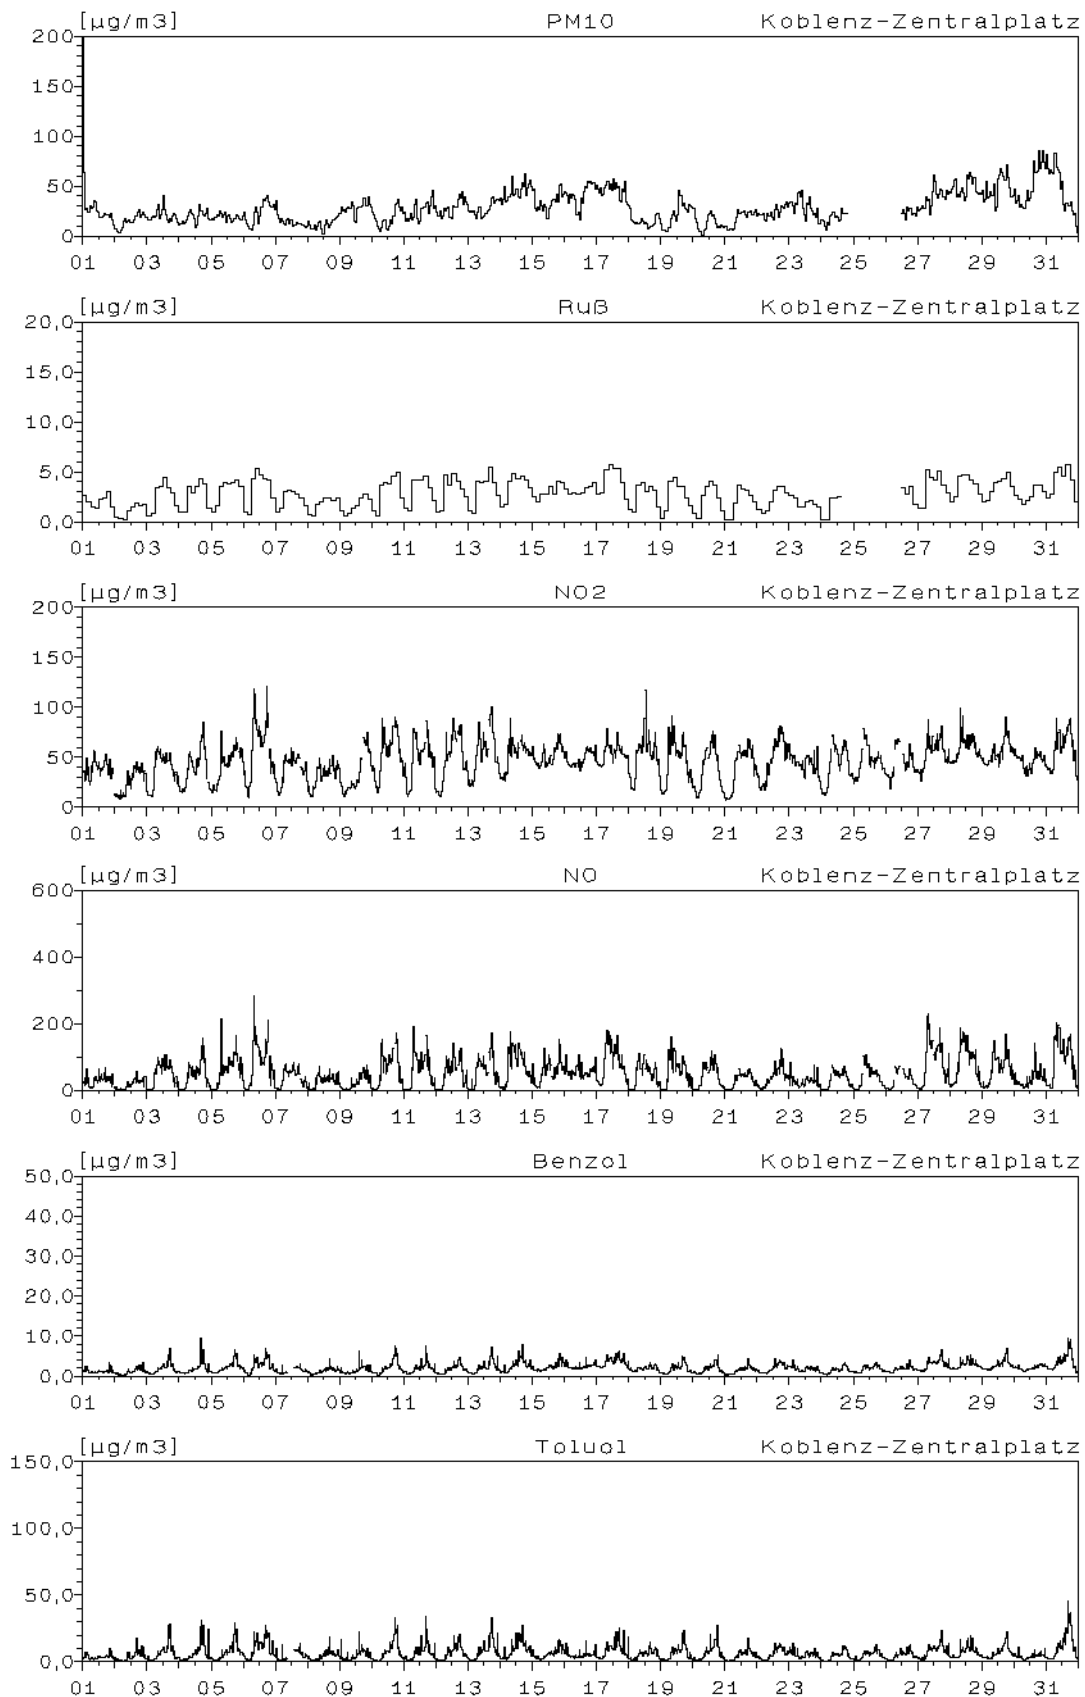 [µg/m3] PM10 Koblenz-Zentralplatz
200
150
100
50
0
01 03 05 07 09 11 13 15 17 19 21 23 25 27 29 31
[µg/m3] Ruß Koblenz-Zentralplatz
20,0
15,0
10,0
5,0
0,0
01 03 05 07 09 11 13 15 17 19 21 23 25 27 29 31
[µg/m3] NO2 Koblenz-Zentralplatz
200
150
100
50
0
01 03 05 07 09 11 13 15 17 19 21 23 25 27 29 31
[µg/m3] NO Koblenz-Zentralplatz
600
400
200
0
01 03 05 07 09 11 13 15 17 19 21 23 25 27 29 31
[µg/m3] Benzol Koblenz-Zentralplatz
50,0
40,0
30,0
20,0
10,0
0,0
01 03 05 07 09 11 13 15 17 19 21 23 25 27 29 31
[µg/m3] Toluol Koblenz-Zentralplatz
150,0
100,0
50,0
0,0
01 03 05 07 09 11 13 15 17 19 21 23 25 27 29 31